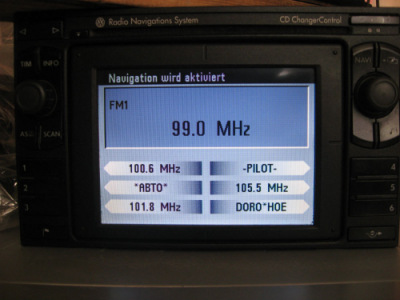 Radio Navigations System
CD ChangerControl
TIM INFO
NAVI
Navigation wird aktiviert
FM1
99.0 MHz
SCAN
1 100.6 MHz -PILOT- 4
2 *ABTO* 105.5 MHz 5
3 101.8 MHz DORO*HOE 6